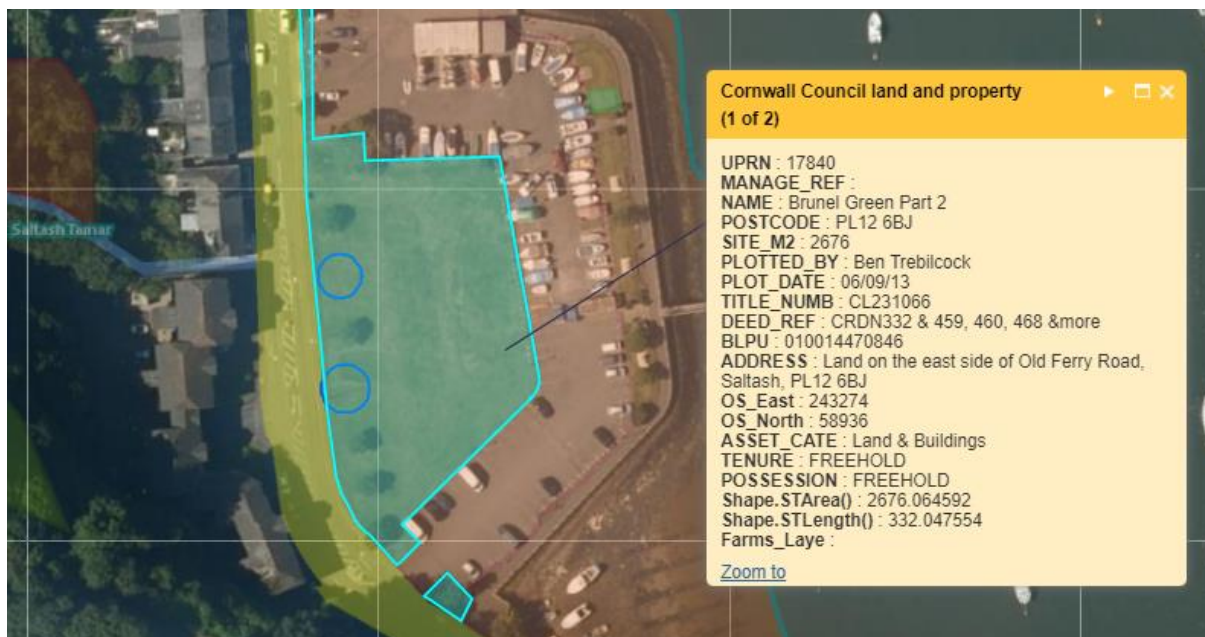 Saltash Tamar
Cornwall Council land and property
(1 of 2)
UPRN : 17840
MANAGE_REF :
NAME : Brunel Green Part 2
POSTCODE : PL12 6BJ
SITE_M2 : 2676
PLOTTED_BY : Ben Trebilcock
PLOT_DATE : 06/09/13
TITLE_NUMB : CL231066
DEED_REF : CRDN332 & 459, 460, 468 &more
BLPU : 010014470846
ADDRESS : Land on the east side of Old Ferry Road,
Saltash, PL12 6BJ
OS_East : 243274
OS_North : 58936
ASSET_CATE : Land & Buildings
TENURE : FREEHOLD
POSSESSION : FREEHOLD
Shape.STArea() : 2676.064592
Shape.STLength() : 332.047554
Farms_Laye :
Zoom to